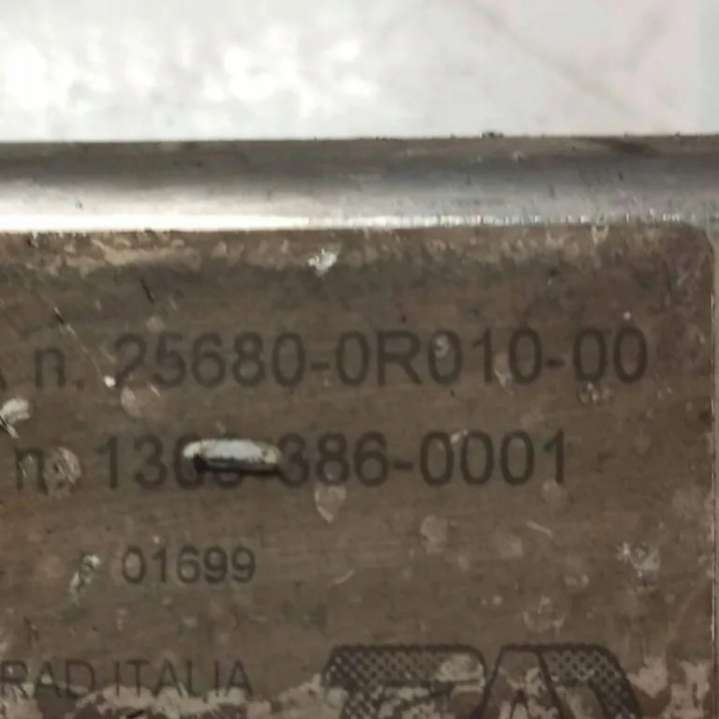 n. 25680-0R010-00
n. 386-0001
01699
RAD ITALIA